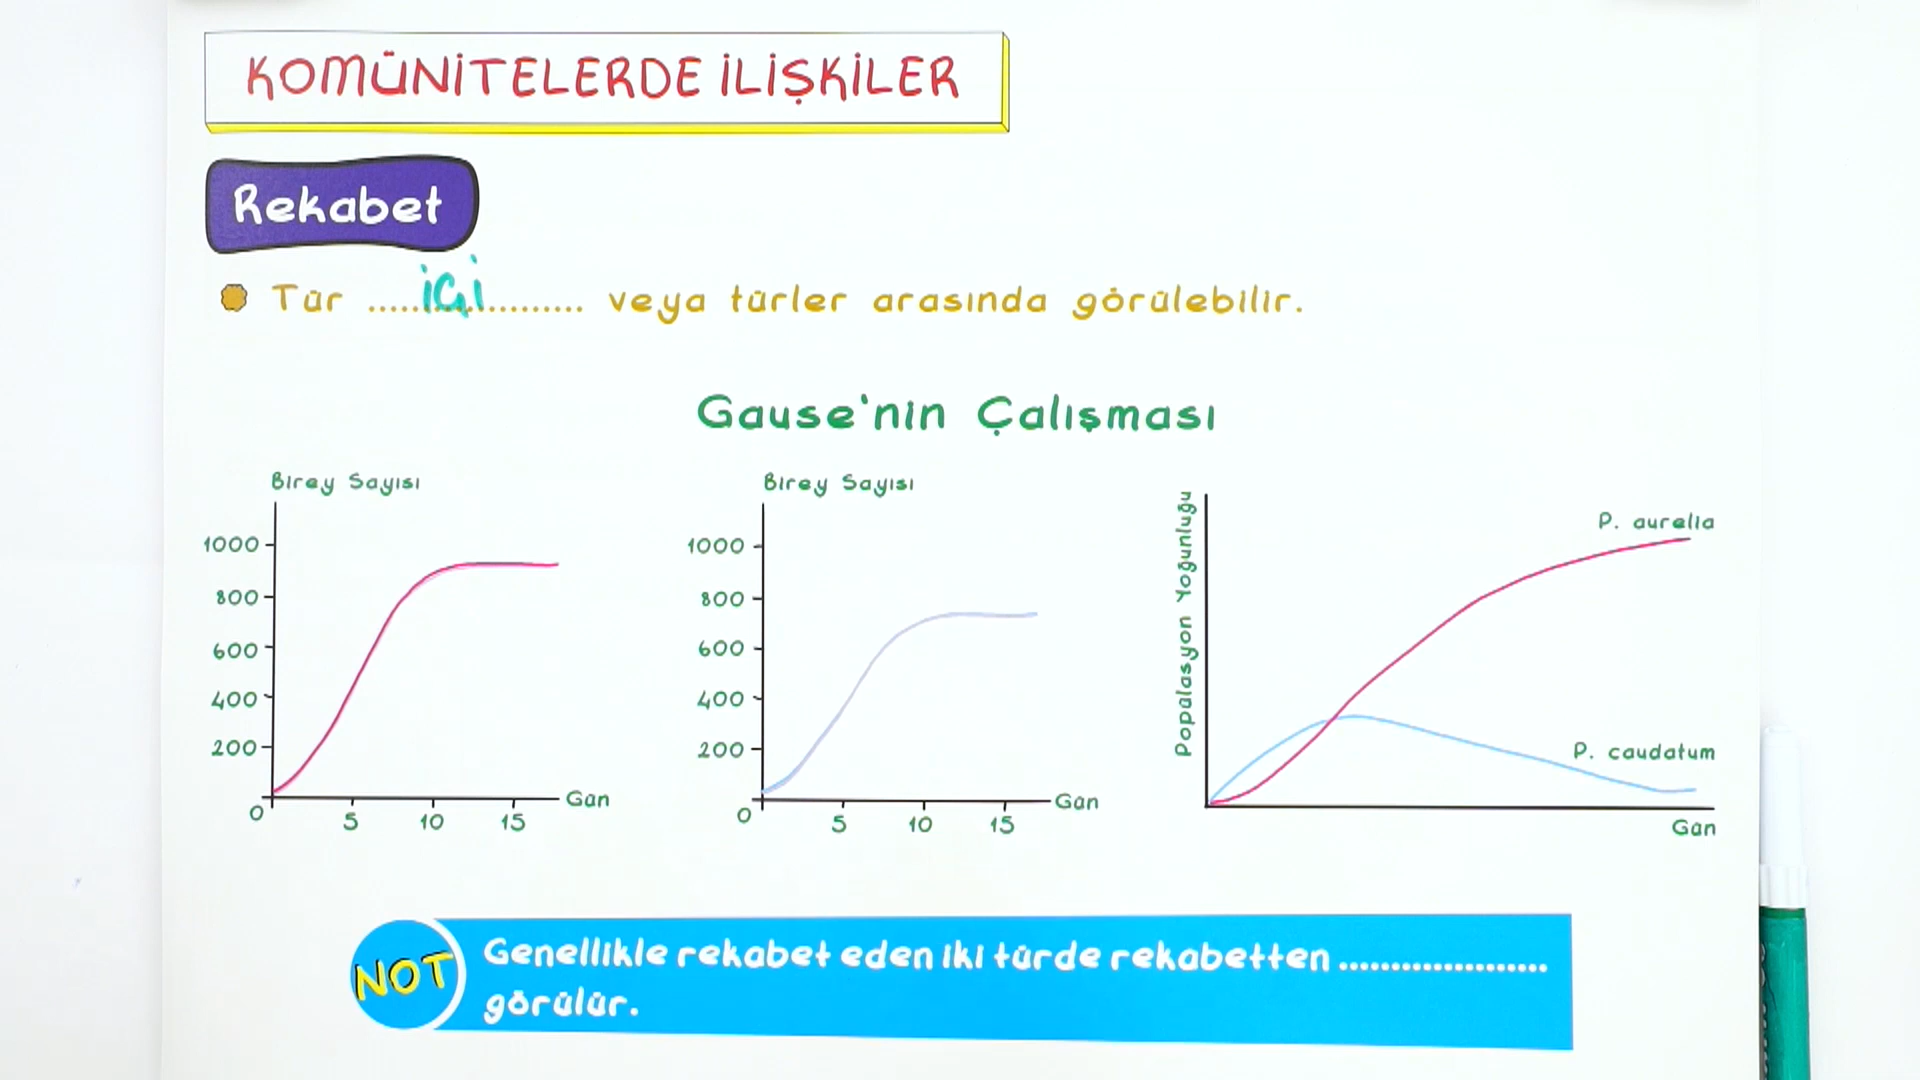 KOMÜNİTELERDE İLİŞKİLER
Rekabet
Tür .....içi.......... veya türler arasında görülebilir.
Gause'nin Çalışması
Birey Sayısı
1000
800
600
400
200
0
5 10 15
Gün
Birey Sayısı
1000
800
600
400
200
0
5 10 15
Gün
Popülasyon Yoğunluğu
P. aurelia
P. caudatum
Gün
NOT
Genellikle rekabet eden iki türde rekabetten .....................
görülür.